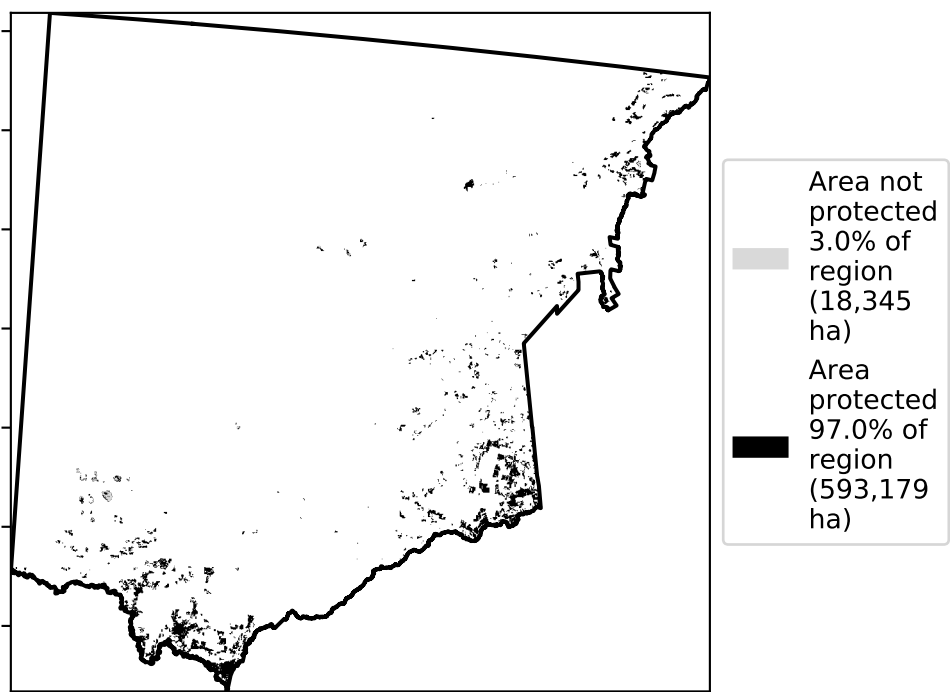 Area not
protected
3.0% of
region
(18,345
ha)
Area
protected
97.0% of
region
(593,179
ha)